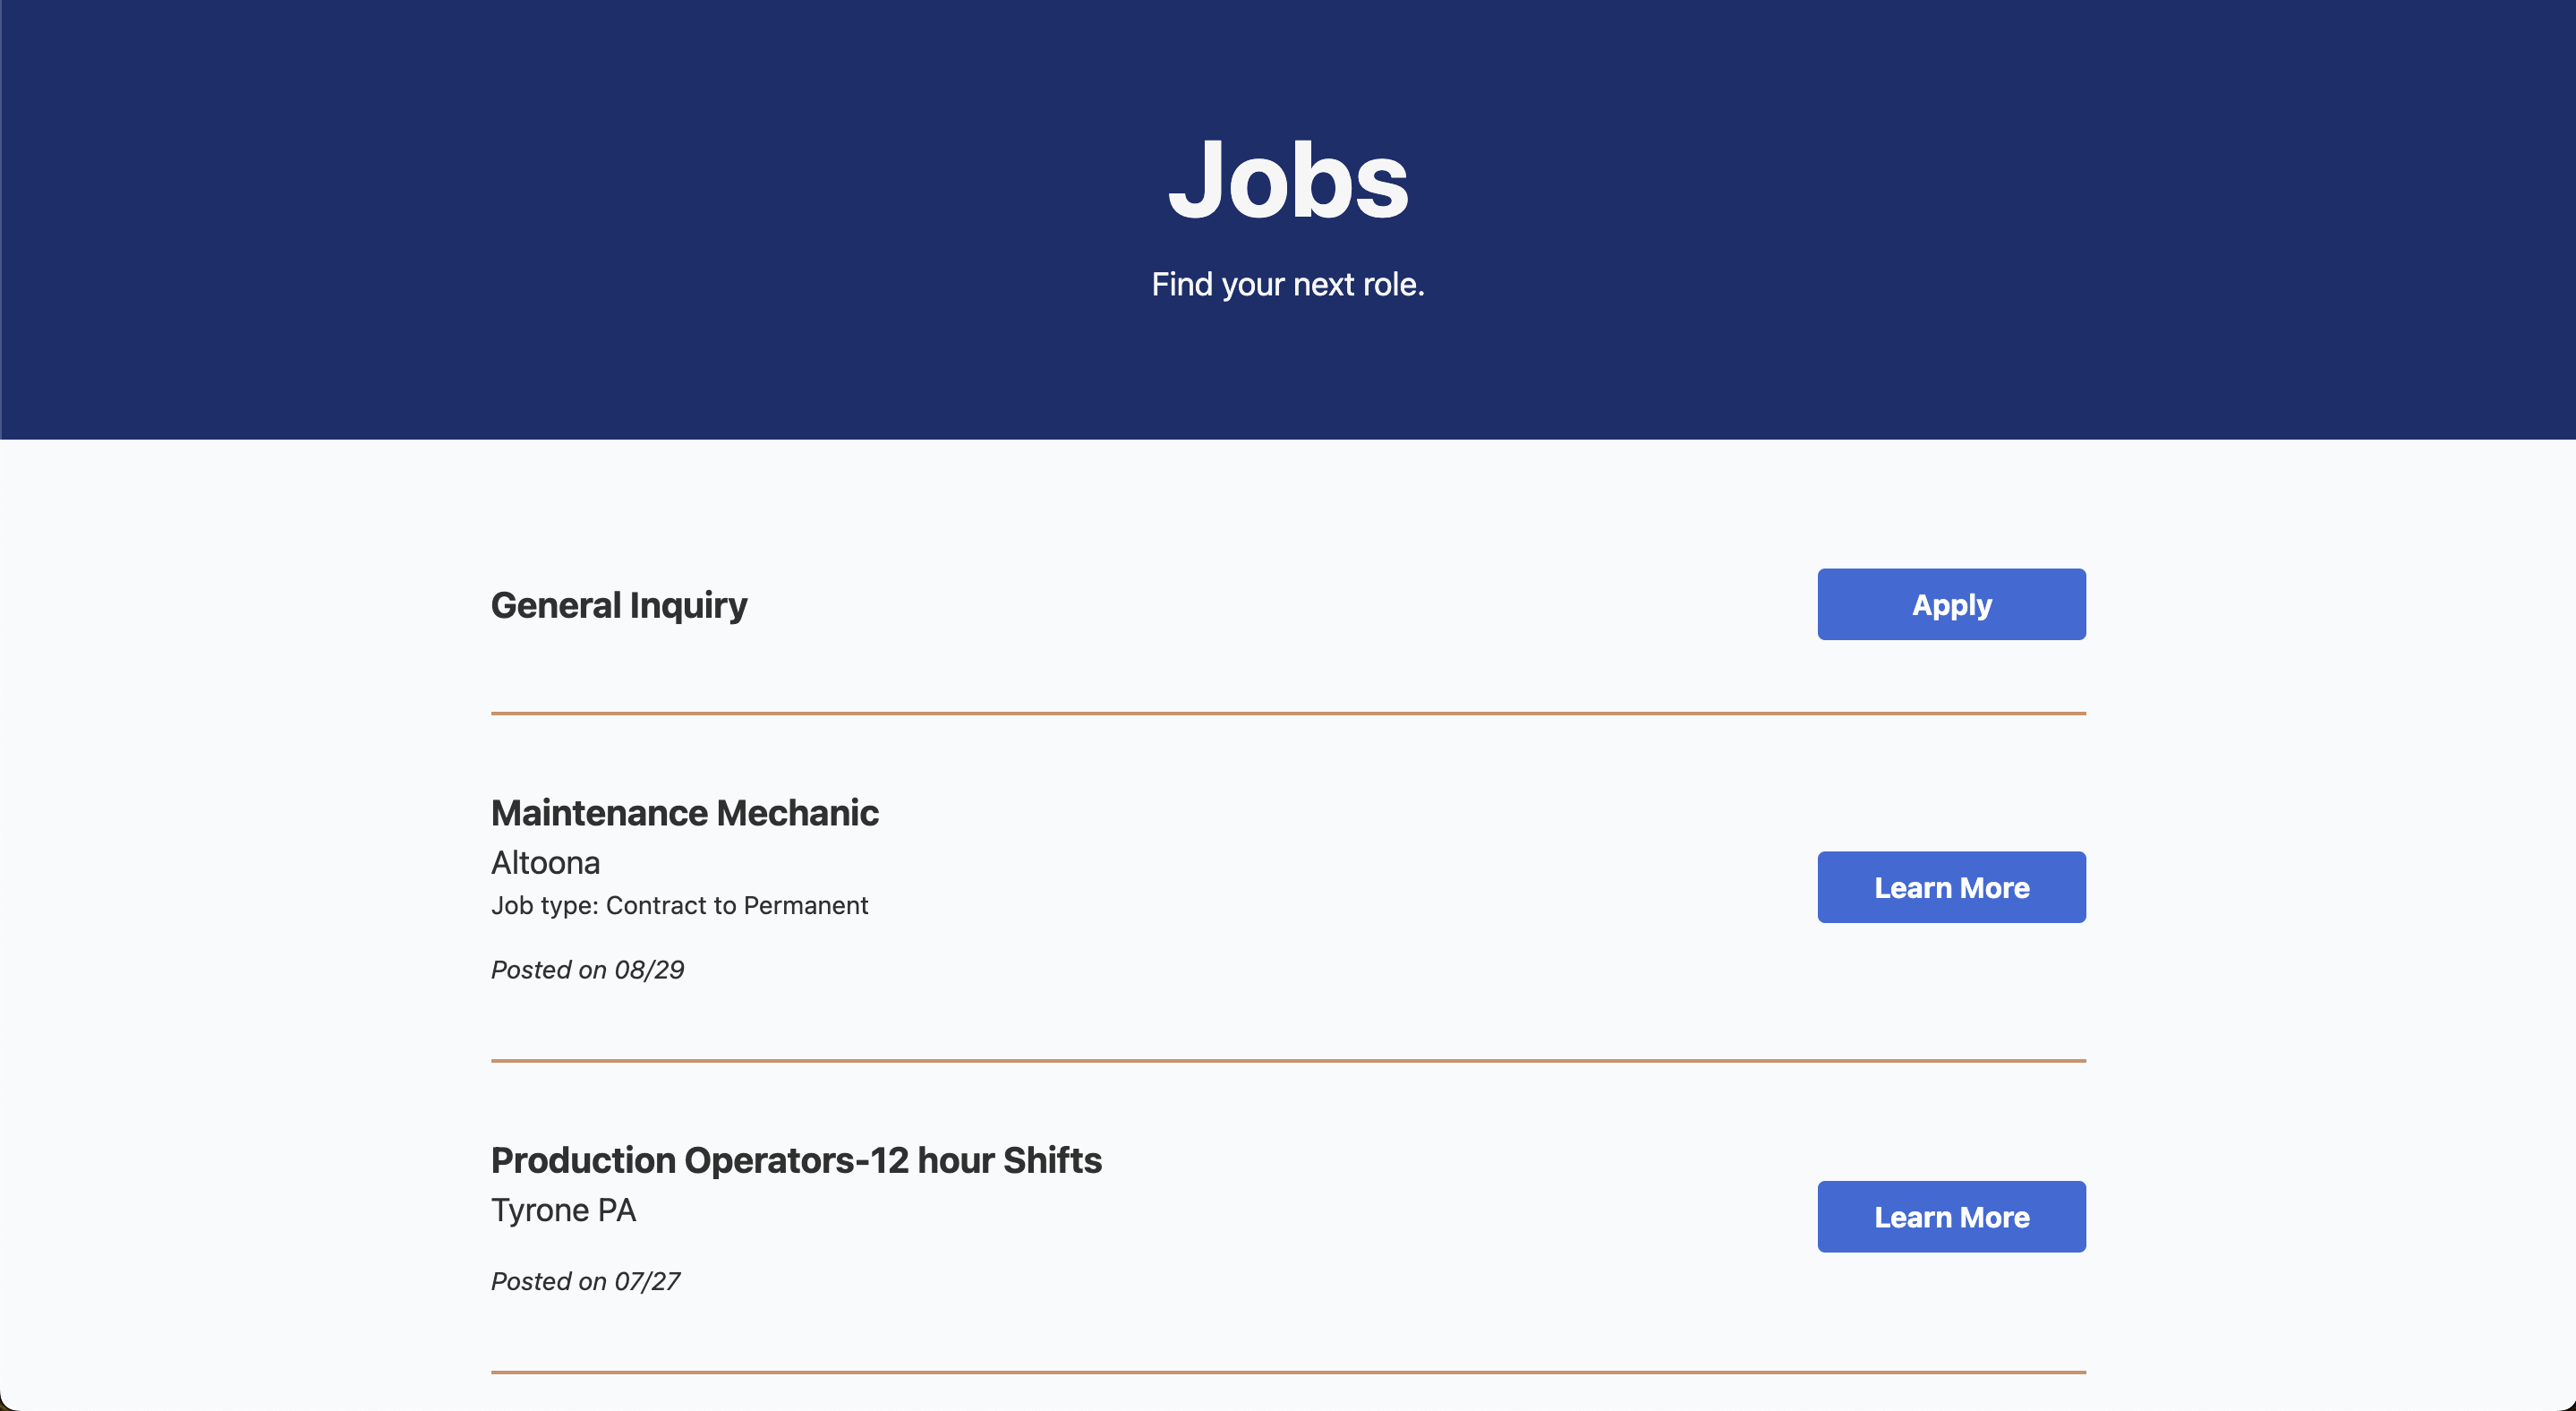 Jobs
Find your next role.
General Inquiry
Apply
Maintenance Mechanic
Altoona
Job type: Contract to Permanent
Learn More
Posted on 08/29
Production Operators-12 hour Shifts
Tyrone PA
Learn More
Posted on 07/27